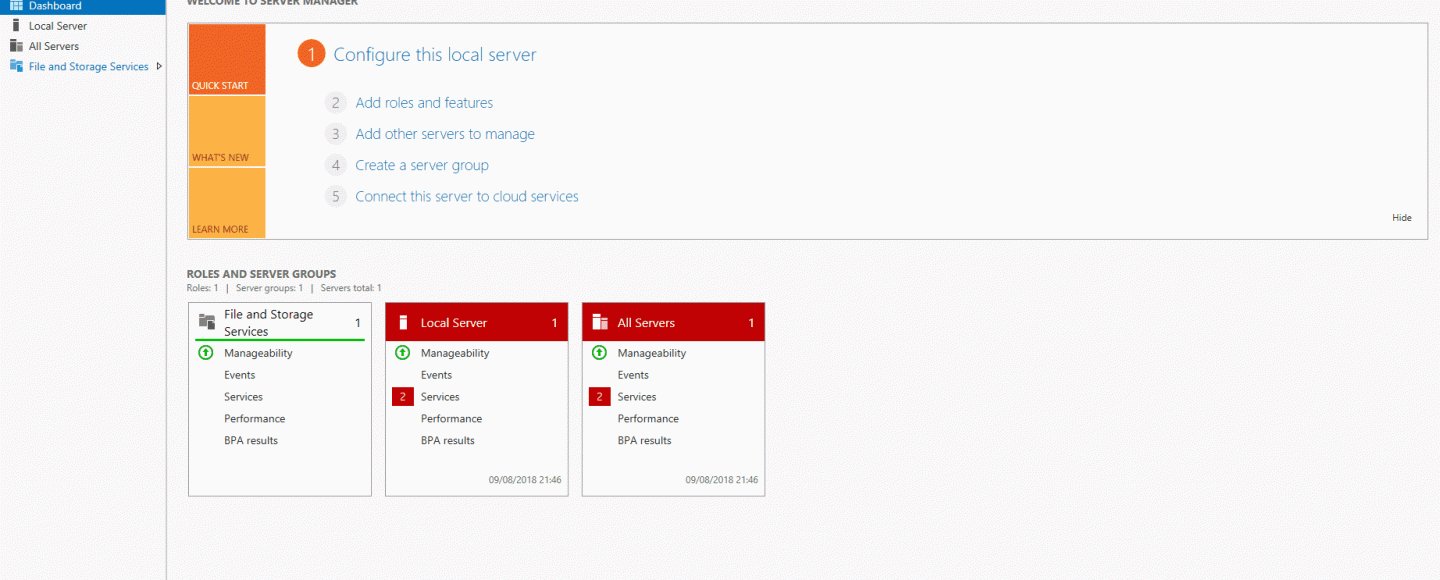 WELCOME TO SERVER MANAGER
Dashboard
Local Server
All Servers
File and Storage Services
QUICK START
WHAT'S NEW
LEARN MORE
1 Configure this local server
2 Add roles and features
3 Add other servers to manage
4 Create a server group
5 Connect this server to cloud services
Hide
ROLES AND SERVER GROUPS
Roles: 1 | Server groups: 1 | Servers total: 1
File and Storage
Services 1
Manageability
Events
Services
Performance
BPA results
Local Server 1
Manageability
Events
2 Services
Performance
BPA results
09/08/2018 21:46
All Servers 1
Manageability
Events
2 Services
Performance
BPA results
09/08/2018 21:46